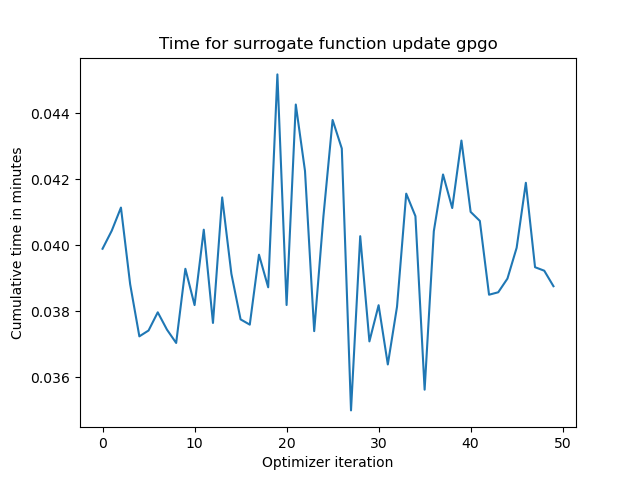 Time for surrogate function update gpgo
Cumulative time in minutes
0.044
0.042
0.040
0.038
0.036
0 10 20 30 40 50
Optimizer iteration